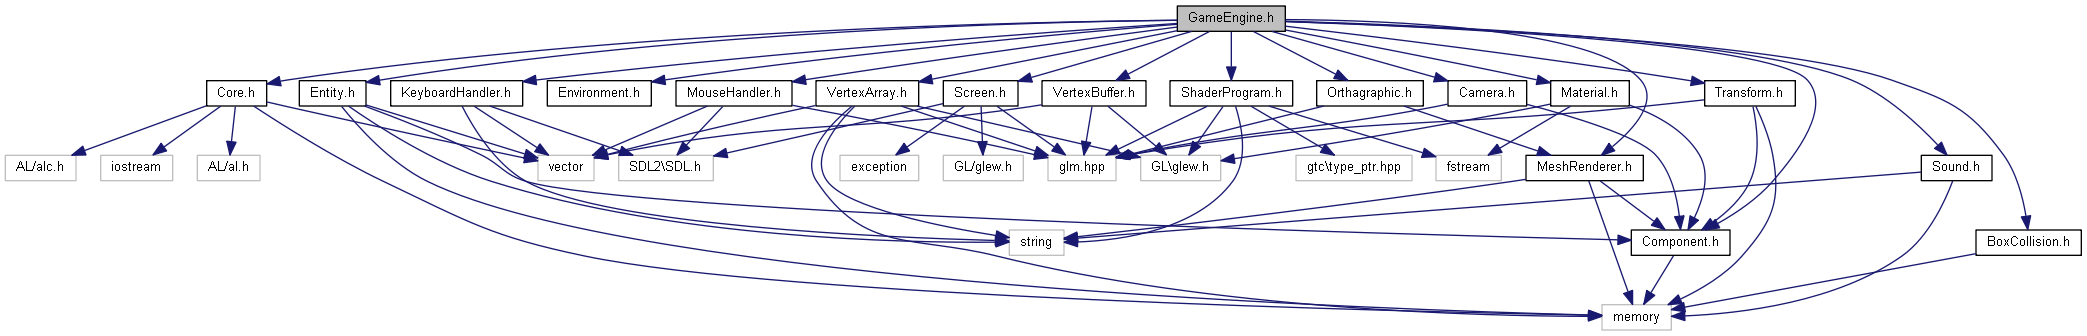 GameEngine.h
Core.h
Entity.h
KeyboardHandler.h
Environment.h
MouseHandler.h
VertexArray.h
Screen.h
VertexBuffer.h
ShaderProgram.h
Orthagraphic.h
Camera.h
Material.h
Transform.h
AL/alc.h
iostream
AL/al.h
vector
SDL2\SDL.h
exception
GL/glew.h
glm.hpp
GL\glew.h
gtc\type_ptr.hpp
fstream
MeshRenderer.h
Sound.h
string
Component.h
BoxCollision.h
memory